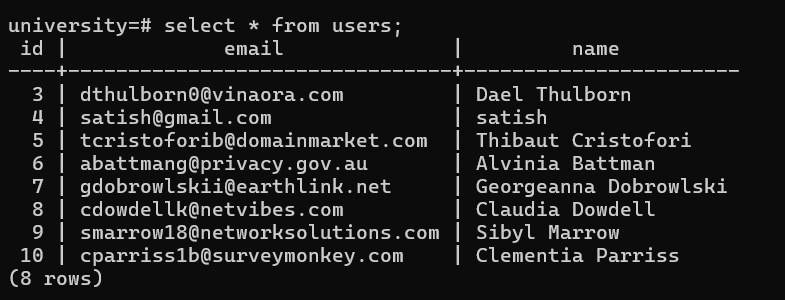 university=# select * from users;
 id |             email              |         name
----+--------------------------------+-----------------------
  3 | dthulborn0@vinaora.com         | Dael Thulborn
  4 | satish@gmail.com               | satish
  5 | tcristoforib@domainmarket.com  | Thibaut Cristofori
  6 | abattmang@privacy.gov.au       | Alvinia Battman
  7 | gdobrowlskii@earthlink.net     | Georgeanna Dobrowlski
  8 | cdowdellk@netvibes.com         | Claudia Dowdell
  9 | smarrow18@networksolutions.com | Sibyl Marrow
 10 | cparriss1b@surveymonkey.com    | Clementia Parriss
(8 rows)